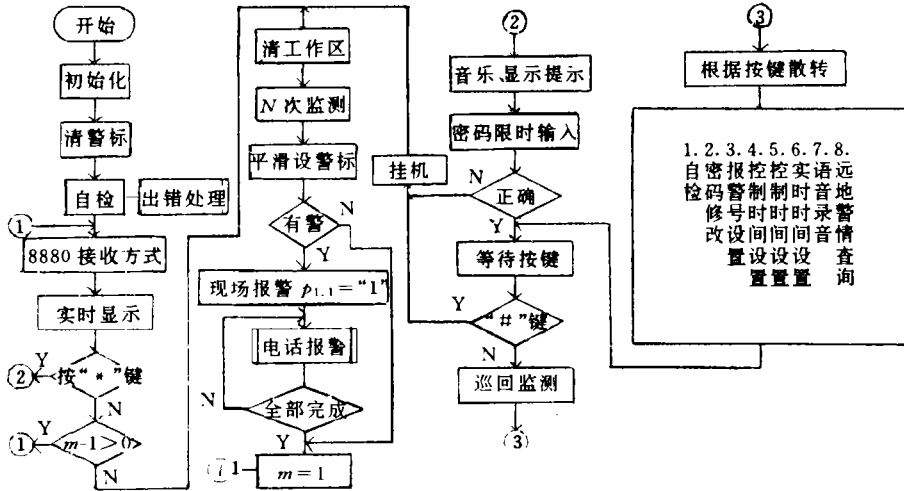 开始
初始化
清警标
自检
出错处理
①
8880接收方式
实时显示
Y
②
按“*”键
N
Y
①
m-1>0
N
清工作区
N次监测
平滑设警标
有警
N
Y
现场报警 p1.1=“1”
电话报警
N
全部完成
Y
1
m=1
②
音乐、显示提示
密码限时输入
挂机
N
正确
Y
等待按键
Y
“#”键
N
巡回监测
③
③
根据按键散转
1.自检
2.密码修改
3.报警号设置
4.控制时间设置
5.控制时间设置
6.实时时间设置
7.语音录音
8.远地警情查询